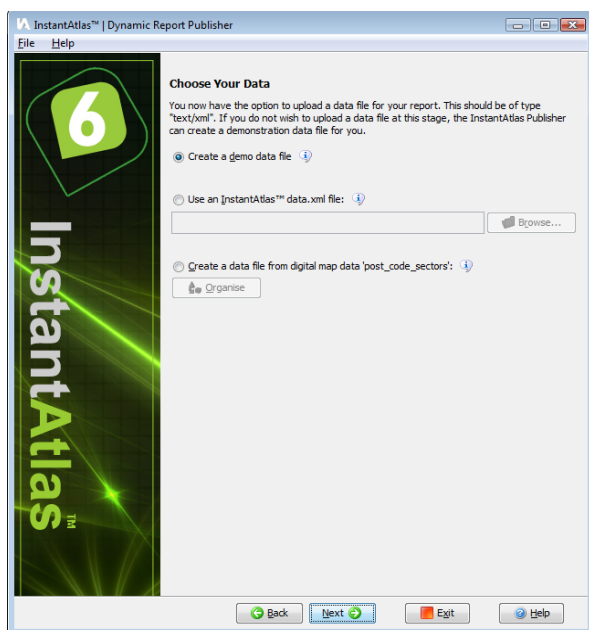 InstantAtlas™ | Dynamic Report Publisher
File Help
6
InstantAtlas™
Choose Your Data
You now have the option to upload a data file for your report. This should be of type
"text/xml". If you do not wish to upload a data file at this stage, the InstantAtlas Publisher
can create a demonstration data file for you.
Create a demo data file
Use an InstantAtlas™ data.xml file:
Browse...
Create a data file from digital map data 'post_code_sectors':
Organise
Back Next Exit Help